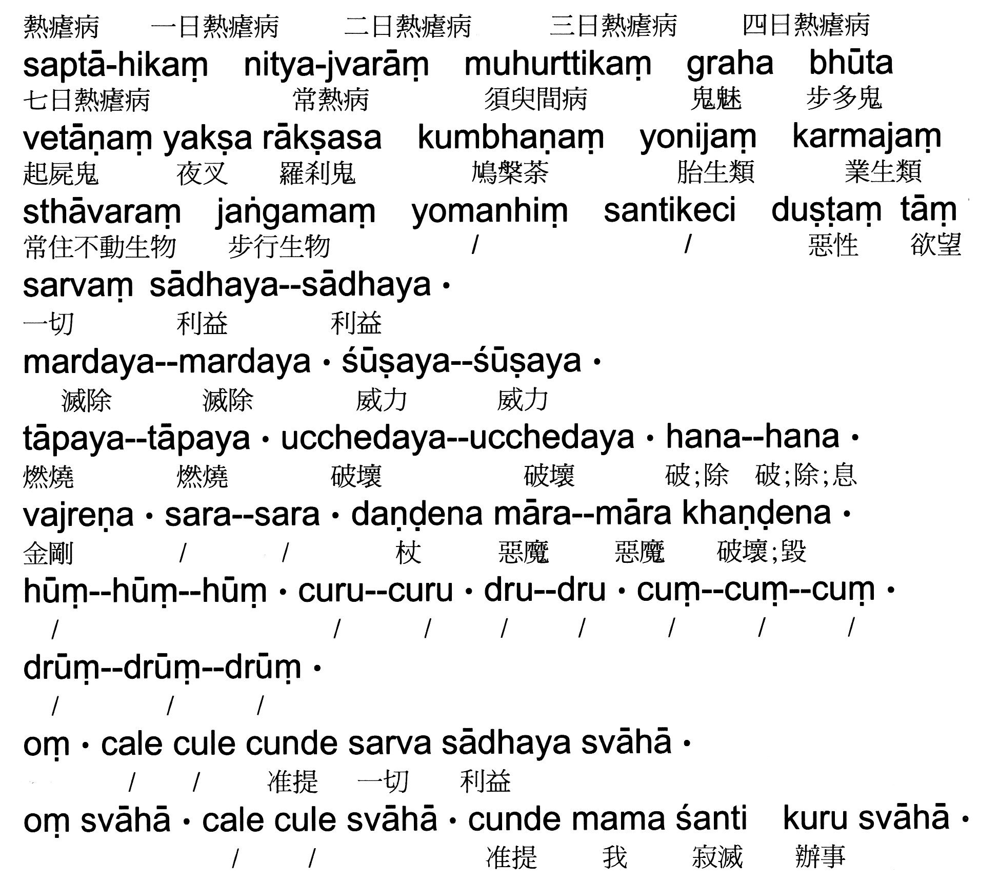 熱瘧病 一日熱瘧病 二日熱瘧病 三日熱瘧病 四日熱瘧病
saptā-hikaṃ nitya-jvarāṃ muhurttikaṃ graha bhūta
七日熱瘧病 常熱病 須臾間病 鬼魅 步多鬼
vetāṇaṃ yakṣa rākṣasa kumbhaṇaṃ yonijaṃ karmajaṃ
起屍鬼 夜叉 羅刹鬼 鳩槃荼 胎生類 業生類
sthāvaraṃ jaṅgamaṃ yomanhiṃ santikeci duṣṭaṃ tāṃ
常住不動生物 步行生物 / / 惡性 欲望
sarvaṃ sādhaya--sādhaya •
一切 利益 利益
mardaya--mardaya • śūṣaya--śūṣaya •
滅除 滅除 威力 威力
tāpaya--tāpaya • ucchedaya--ucchedaya • hana--hana •
燃燒 燃燒 破壞 破壞 破;除 破;除;息
vajreṇa • sara--sara • daṇḍena māra--māra khaṇḍena •
金剛 / / 杖 惡魔 惡魔 破壞;毀
hūṃ--hūṃ--hūṃ • curu--curu • dru--dru • cuṃ--cuṃ--cuṃ •
/ / / / / / / /
drūṃ--drūṃ--drūṃ •
/ / /
oṃ • cale cule cunde sarva sādhaya svāhā •
/ / 准提 一切 利益
oṃ svāhā • cale cule svāhā • cunde mama śanti kuru svāhā •
/ / 准提 我 寂滅 辦事